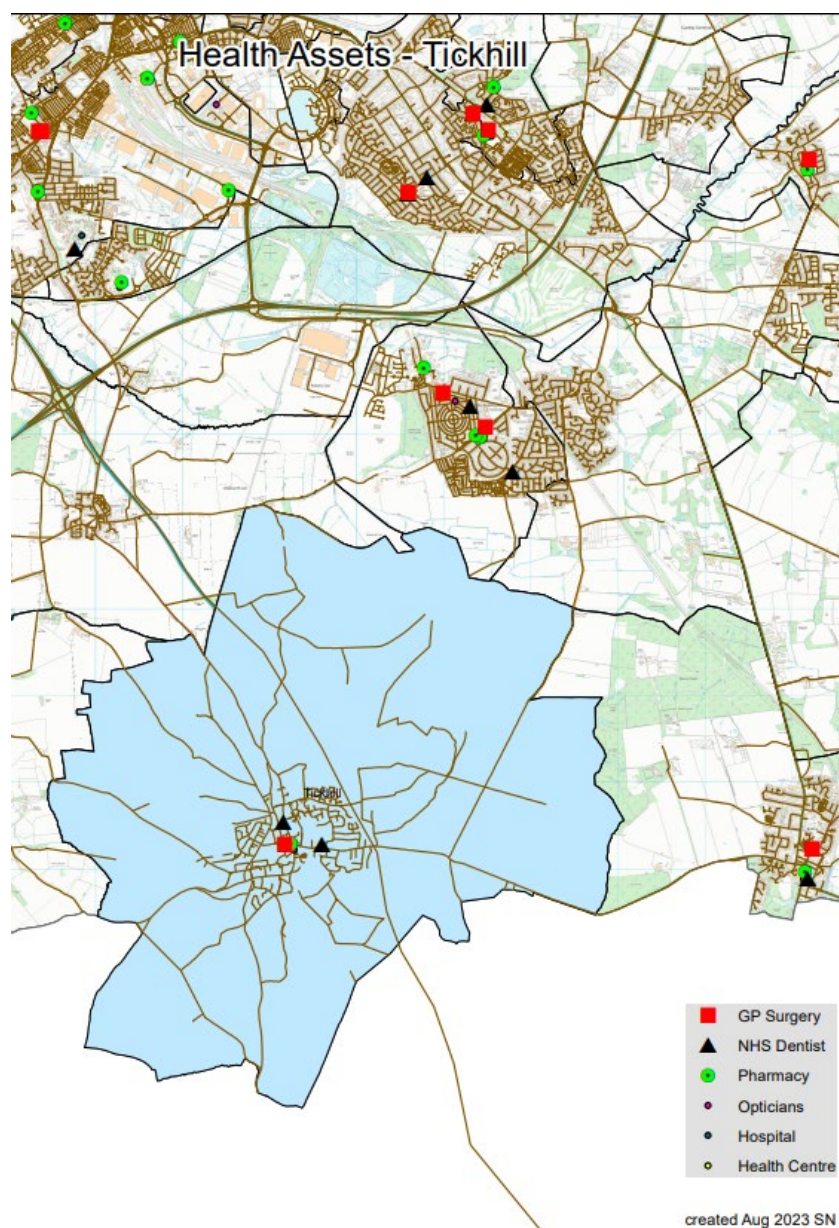 Health Assets - Tickhill
Tickhill
GP Surgery
NHS Dentist
Pharmacy
Opticians
Hospital
Health Centre
created Aug 2023 SN